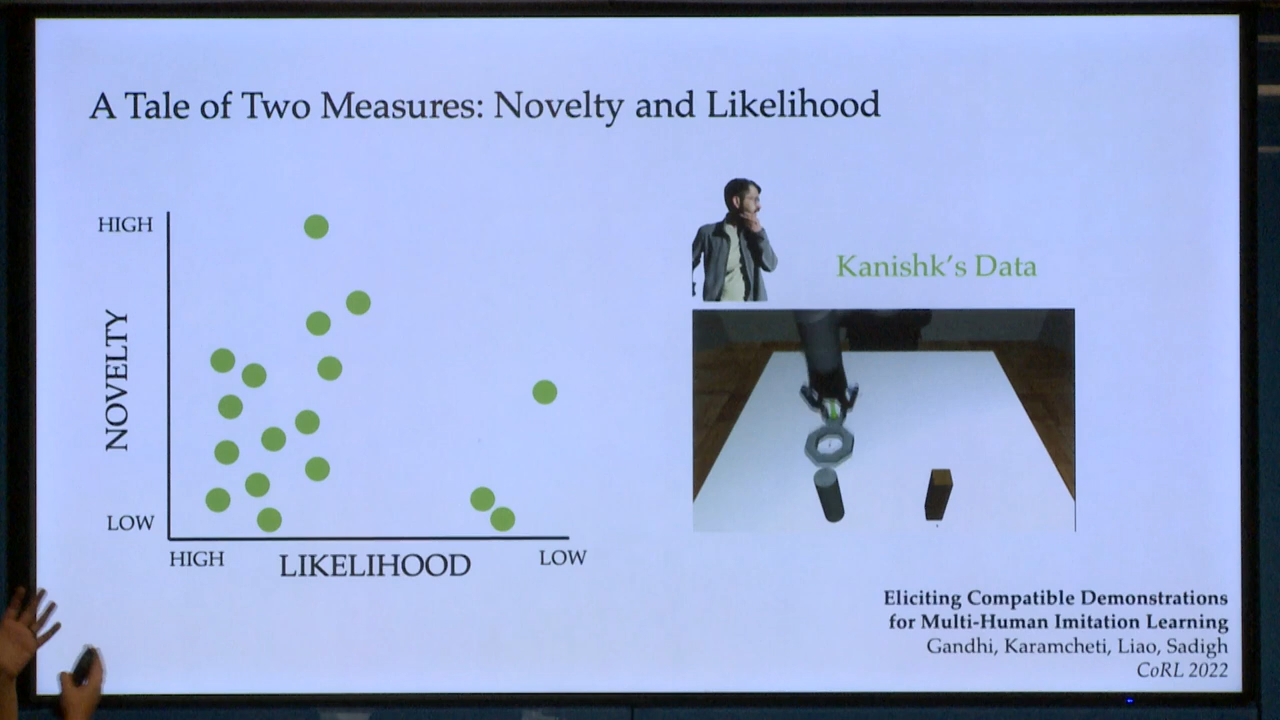 A Tale of Two Measures: Novelty and Likelihood
HIGH
NOVELTY
LOW
HIGH
LIKELIHOOD
LOW
Kanishk's Data
Eliciting Compatible Demonstrations
for Multi-Human Imitation Learning
Gandhi, Karamcheti, Liao, Sadigh
CoRL 2022